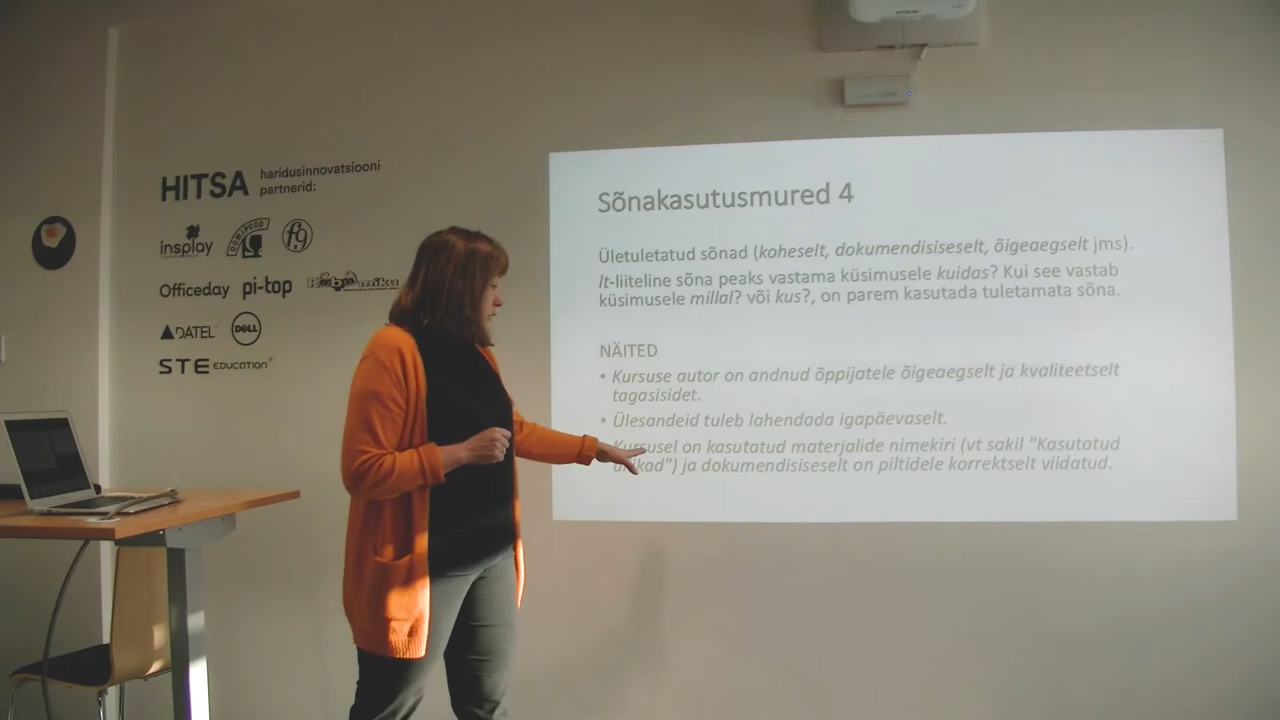 HITSA haridusinnovatsiooni
partnerid:
insplay
f9
Officeday pi-top
DATEL DELL
STE EDUCATION
EPSON
Sõnakasutusmured 4
Ületuletatud sõnad (koheselt, dokumendisiseselt, õigeaegselt jms).
lt-liiteline sõna peaks vastama küsimusele kuidas? Kui see vastab
küsimusele millal? või kus?, on parem kasutada tuletamata sõna.
NÄITED
• Kursuse autor on andnud õppijatele õigeaegselt ja kvaliteetselt
tagasisidet.
• Ülesandeid tuleb lahendada igapäevaselt.
Kursusel on kasutatud materjalide nimekiri (vt sakil "Kasutatud
allikad") ja dokumendisiseselt on piltidele korrektselt viidatud.